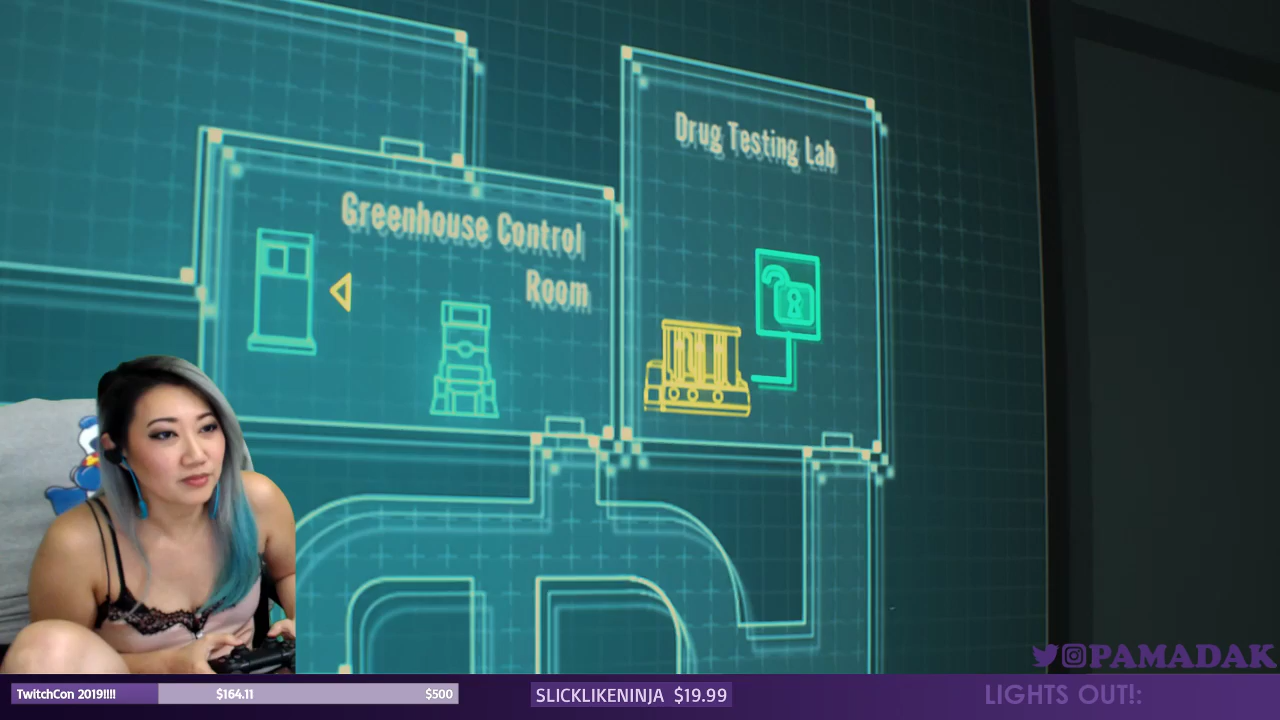 Drug Testing Lab
Greenhouse Control
Room
PAMADAK
TwitchCon 2019!!!! $164.11 $500
SLICKLIKENINJA $19.99
LIGHTS OUT!: